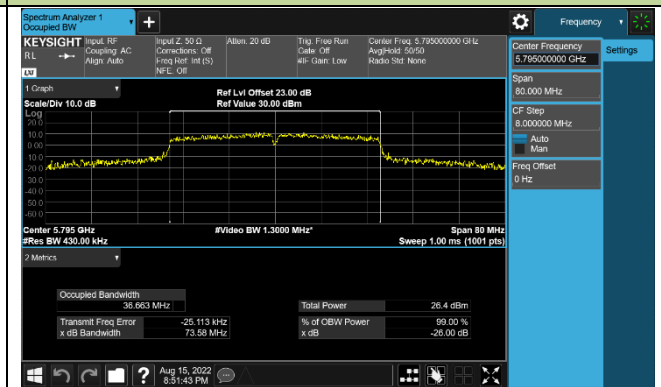 Spectrum Analyzer 1
Occupied BW
+
Frequency
KEYSIGHT
RL
LXI
Input: RF
Coupling: AC
Align: Auto
Input Z: 50 Ω
Corrections: Off
Freq Ref: Int (S)
NFE: Off
Atten: 20 dB
Trig: Free Run
Gate: Off
#IF Gain: Low
Center Freq: 5.795000000 GHz
Avg|Hold: 50/50
Radio Std: None
Center Frequency
5.795000000 GHz
Settings
Span
80.000 MHz
CF Step
8.000000 MHz
Auto
Man
Freq Offset
0 Hz
1 Graph
Scale/Div 10.0 dB
Ref Lvl Offset 23.00 dB
Ref Value 30.00 dBm
Log
20.0
10.0
0.00
-10.0
-20.0
-30.0
-40.0
-50.0
-60.0
Center 5.795 GHz
#Res BW 430.00 kHz
#Video BW 1.3000 MHz*
Span 80 MHz
Sweep 1.00 ms (1001 pts)
2 Metrics
Occupied Bandwidth
36.663 MHz
Total Power 26.4 dBm
Transmit Freq Error -25.113 kHz
% of OBW Power 99.00 %
x dB Bandwidth 73.58 MHz
x dB -26.00 dB
?
Aug 15, 2022
8:51:43 PM